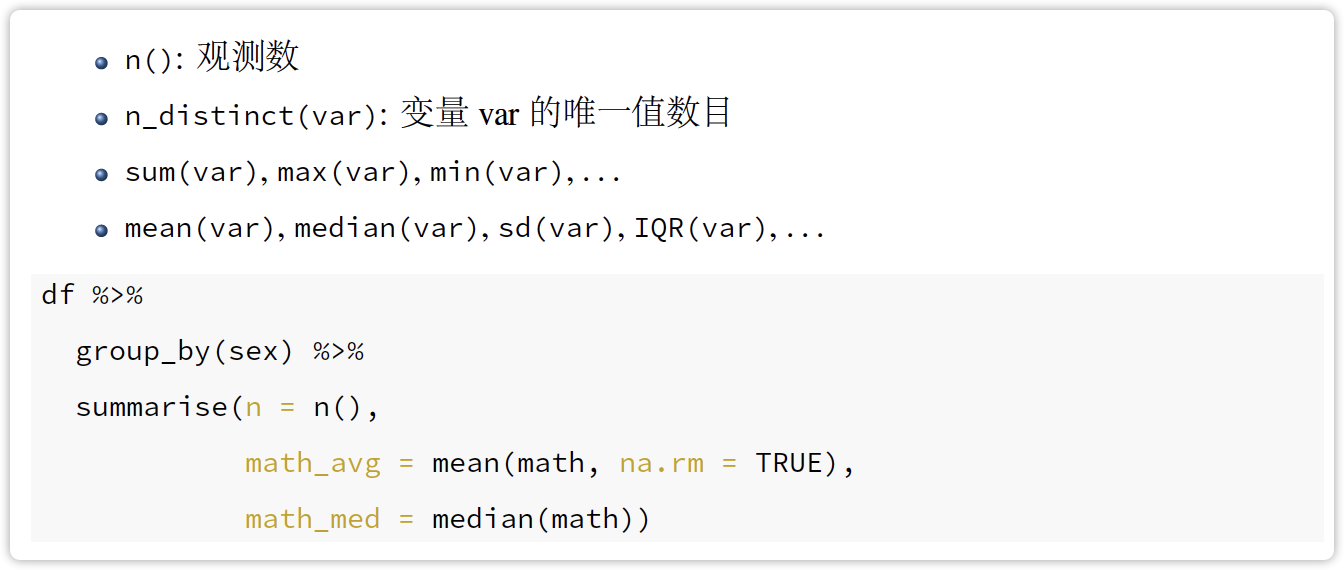 n(): 观测数
n_distinct(var): 变量 var 的唯一值数目
sum(var), max(var), min(var),...
mean(var), median(var), sd(var), IQR(var),...
df %>%
  group_by(sex) %>%
  summarise(n = n(),
            math_avg = mean(math, na.rm = TRUE),
            math_med = median(math))